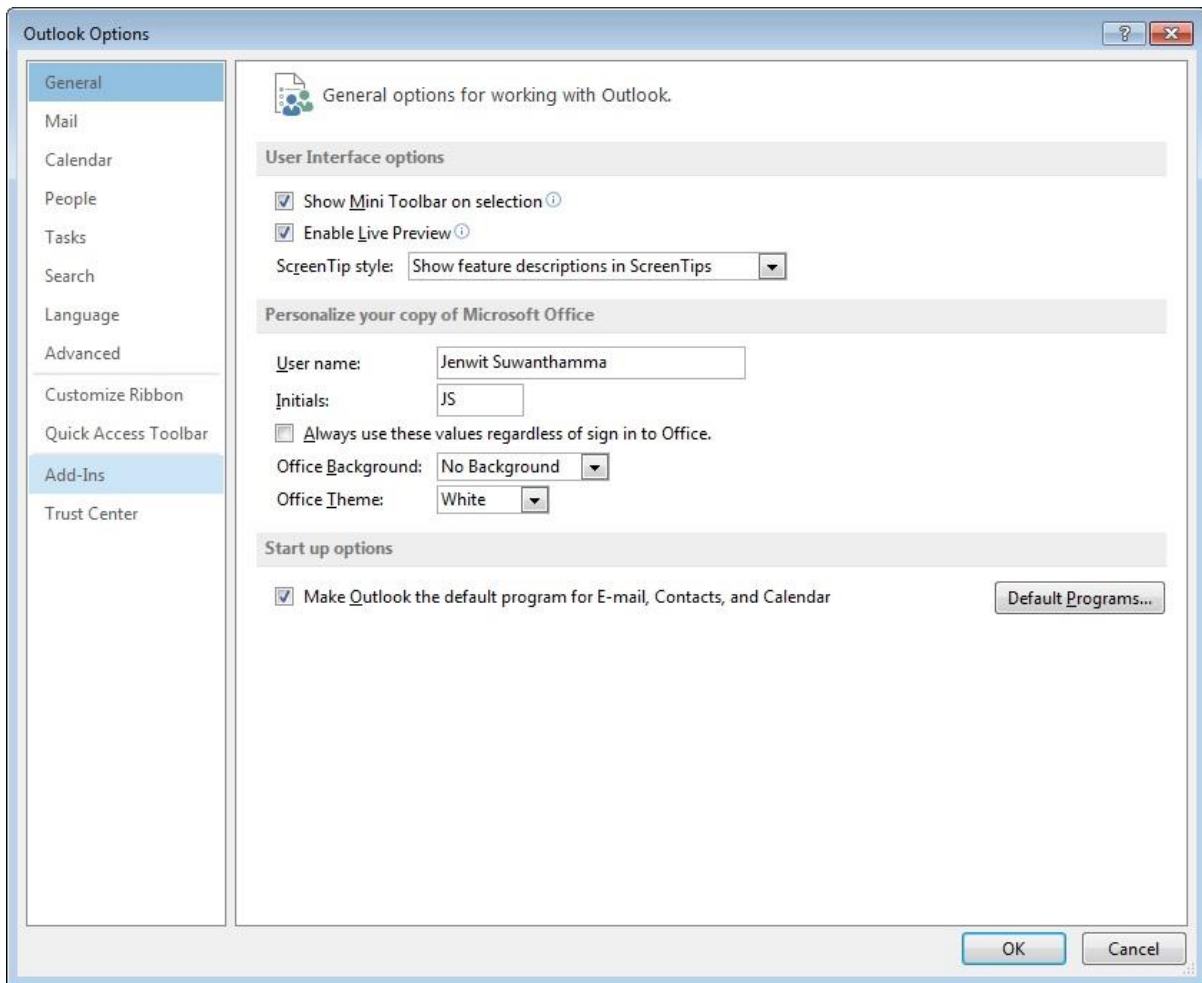 Outlook Options
General
Mail
Calendar
People
Tasks
Search
Language
Advanced
Customize Ribbon
Quick Access Toolbar
Add-Ins
Trust Center
General options for working with Outlook.
User Interface options
Show Mini Toolbar on selection
Enable Live Preview
ScreenTip style: Show feature descriptions in ScreenTips
Personalize your copy of Microsoft Office
User name: Jenwit Suwanthamma
Initials: JS
Always use these values regardless of sign in to Office.
Office Background: No Background
Office Theme: White
Start up options
Make Outlook the default program for E-mail, Contacts, and Calendar Default Programs...
OK Cancel